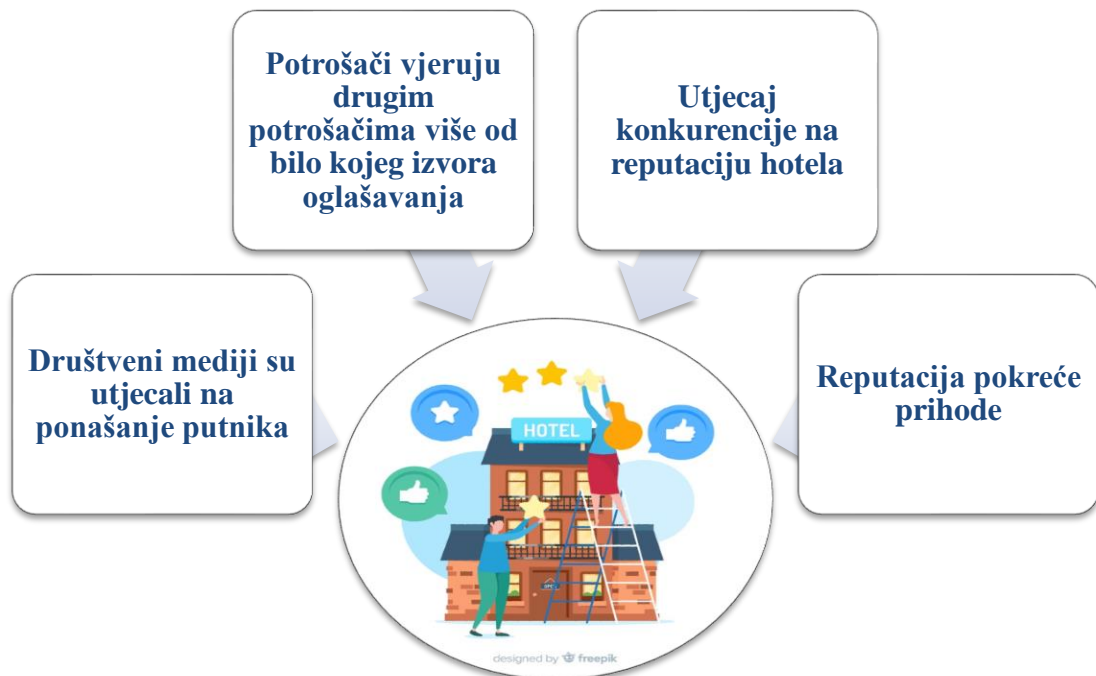 Potrošači vjeruju
drugim
potrošačima više od
bilo kojeg izvora
oglašavanja
Utjecaj
konkurencije na
reputaciju hotela
Društveni mediji su
utjecali na
ponašanje putnika
Reputacija pokreće
prihode
HOTEL
OPEN
designed by freepik